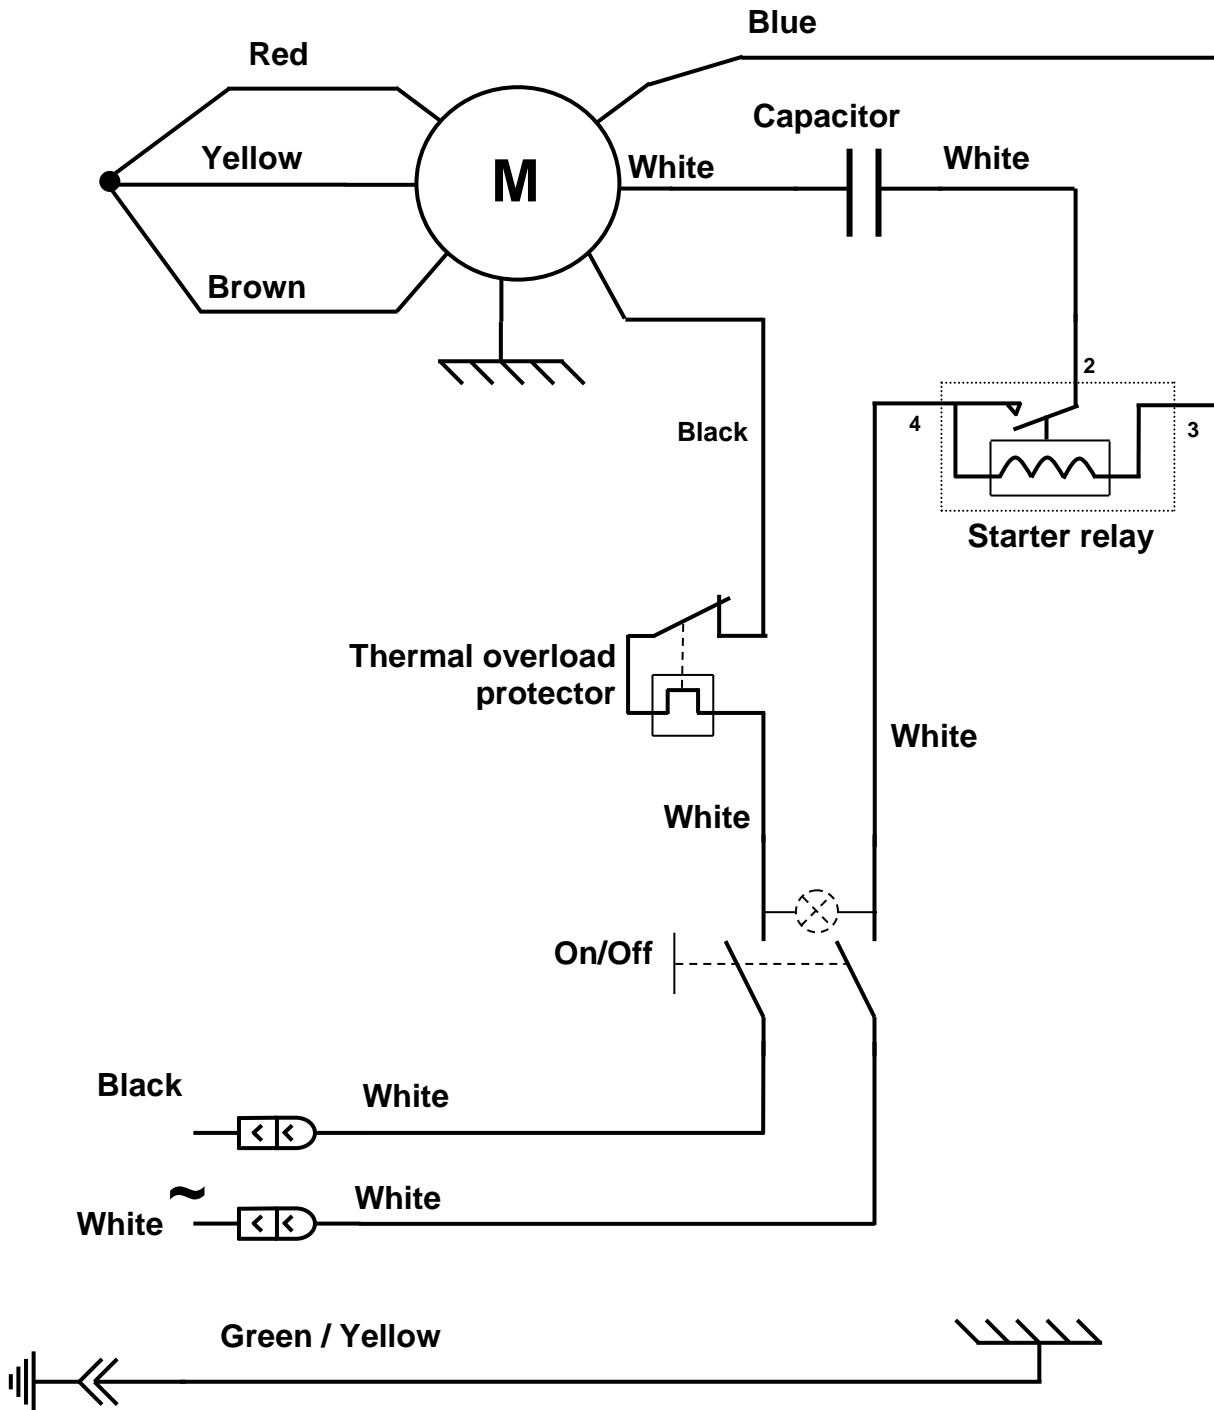 Blue
Red
Capacitor
Yellow
M
White
White
Brown
2
Black
4
3
Starter relay
Thermal overload
protector
White
White
On/Off
Black
White
~
White
White
Green / Yellow